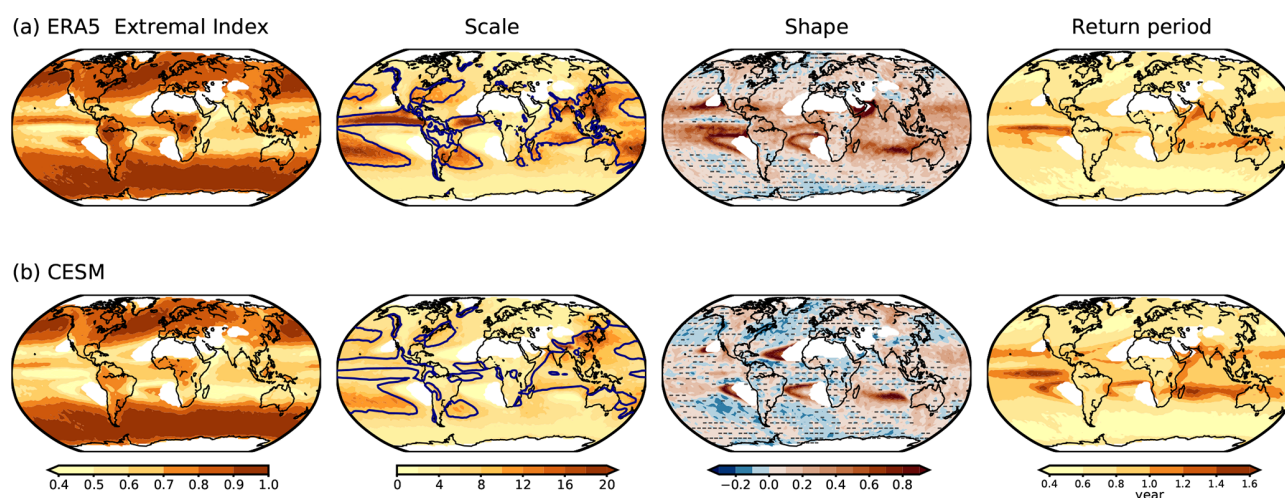 (a) ERA5 Extremal Index Scale Shape Return period
(b) CESM
0.4 0.5 0.6 0.7 0.8 0.9 1.0 0 4 8 12 16 20 −0.2 0.0 0.2 0.4 0.6 0.8 0.4 0.6 0.8 1.0 1.2 1.4 1.6
year